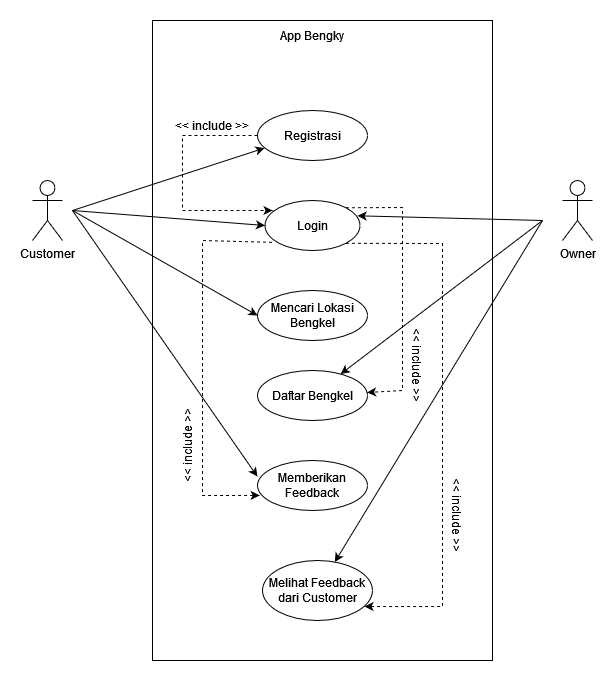 App Bengky
<< include >>
Registrasi
Login
Customer
Owner
Mencari Lokasi
Bengkel
<< include >>
Daftar Bengkel
<< include >>
Memberikan
Feedback
<< include >>
Melihat Feedback
dari Customer